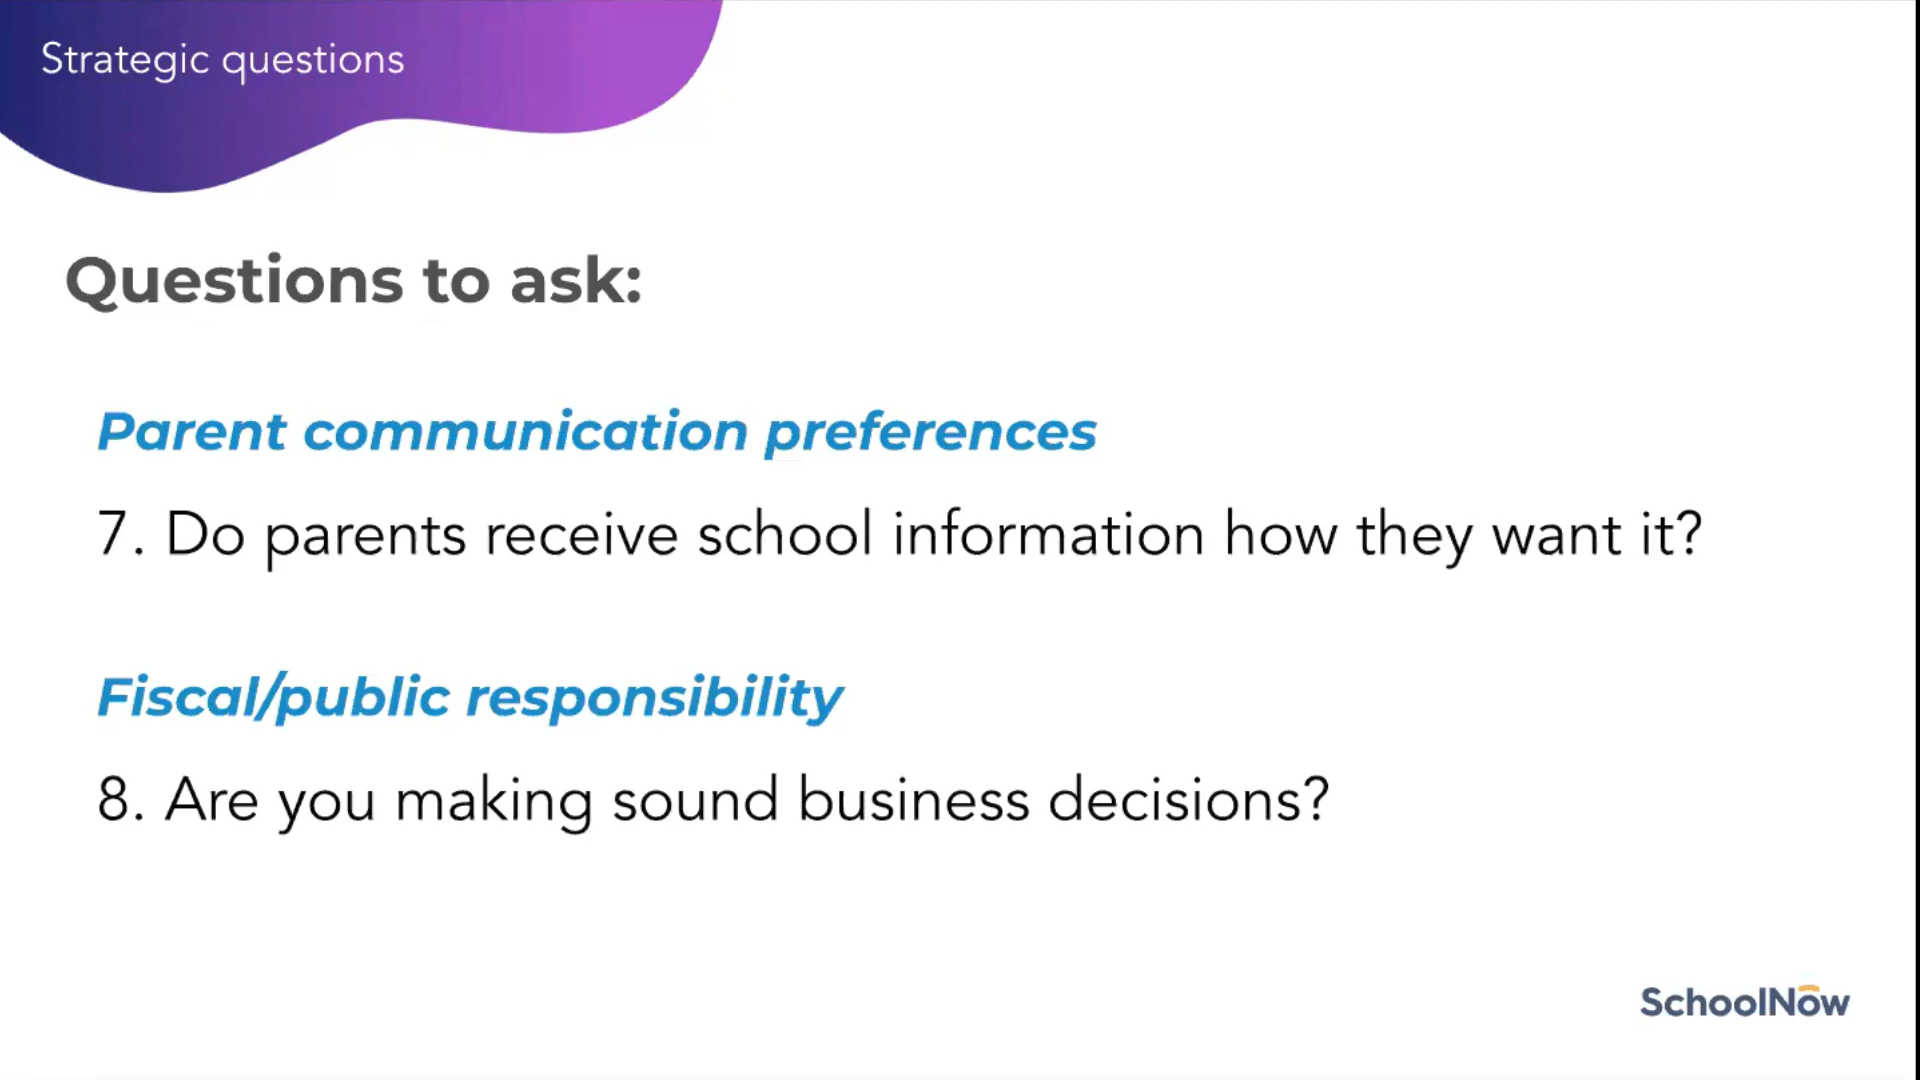 Strategic questions
Questions to ask:
Parent communication preferences
7. Do parents receive school information how they want it?
Fiscal/public responsibility
8. Are you making sound business decisions?
SchoolNow